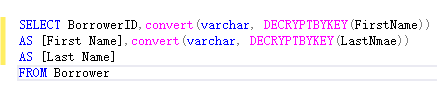 SELECT BorrowerID,convert(varchar, DECRYPTBYKEY(FirstName))
AS [First Name],convert(varchar, DECRYPTBYKEY(LastNmae))
AS [Last Name]
FROM Borrower